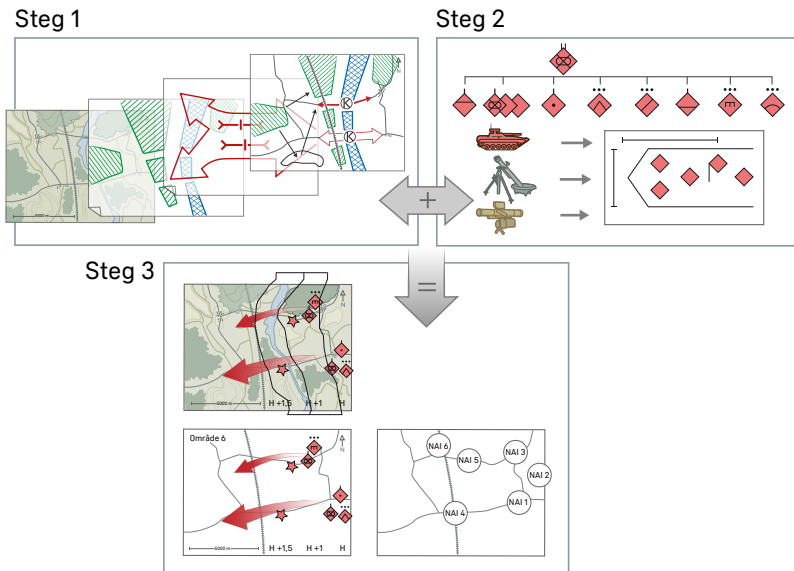 Steg 1
Steg 2
N
K
K
5000 m
+
=
Steg 3
N
E
5000 m
H +1,5
H +1
H
Område 6
N
E
5000 m
H +1,5
H +1
H
NAI 6
NAI 5
NAI 3
NAI 2
NAI 1
NAI 4